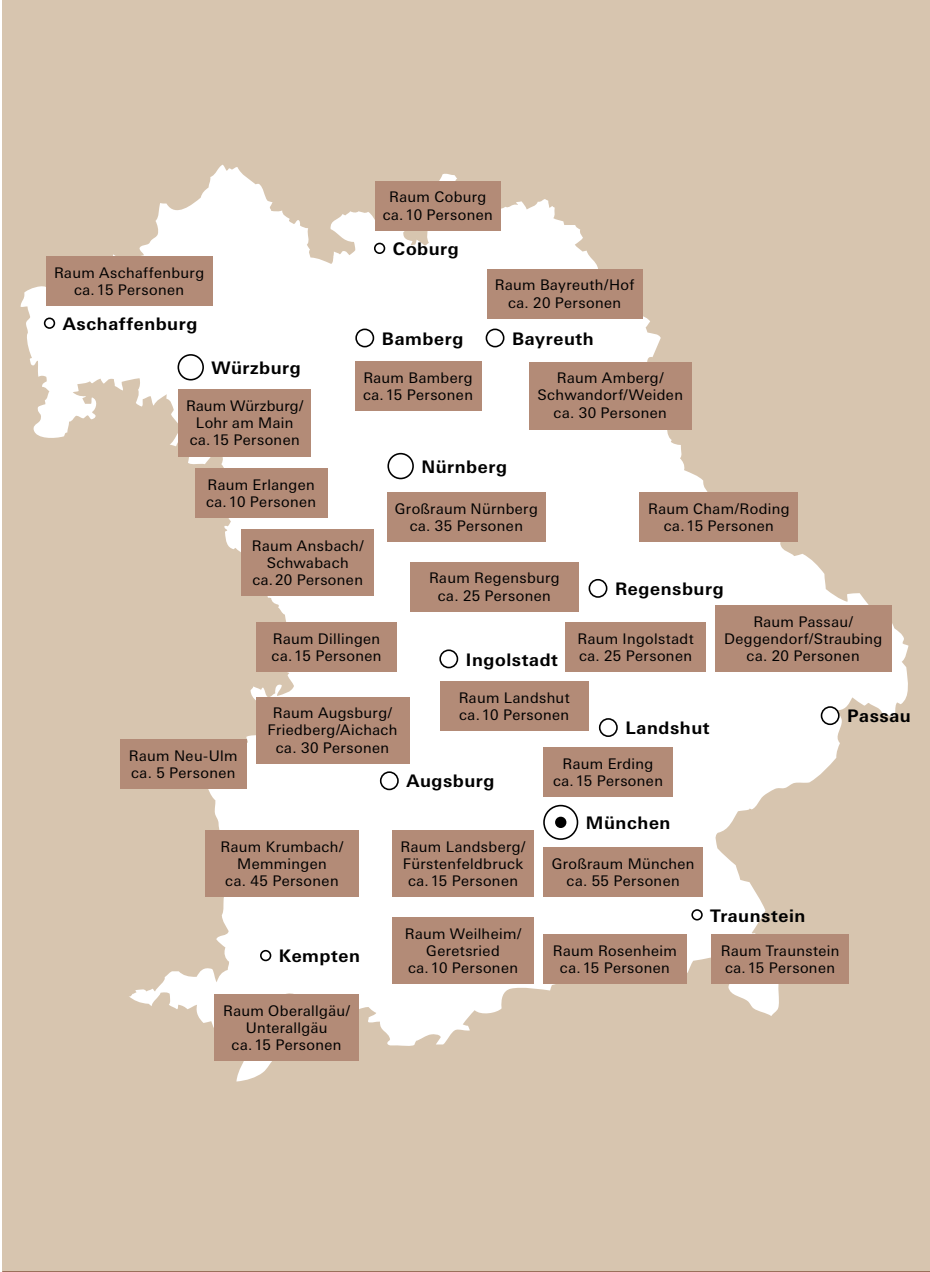 Raum Coburg
ca. 10 Personen
Coburg
Raum Aschaffenburg
ca. 15 Personen
Aschaffenburg
Raum Bayreuth/Hof
ca. 20 Personen
Bamberg
Bayreuth
Würzburg
Raum Bamberg
ca. 15 Personen
Raum Amberg/
Schwandorf/Weiden
ca. 30 Personen
Raum Würzburg/
Lohr am Main
ca. 15 Personen
Nürnberg
Raum Erlangen
ca. 10 Personen
Großraum Nürnberg
ca. 35 Personen
Raum Cham/Roding
ca. 15 Personen
Raum Ansbach/
Schwabach
ca. 20 Personen
Raum Regensburg
ca. 25 Personen
Regensburg
Raum Dillingen
ca. 15 Personen
Ingolstadt
Raum Ingolstadt
ca. 25 Personen
Raum Passau/
Deggendorf/Straubing
ca. 20 Personen
Raum Landshut
ca. 10 Personen
Landshut
Passau
Raum Augsburg/
Friedberg/Aichach
ca. 30 Personen
Raum Neu-Ulm
ca. 5 Personen
Augsburg
Raum Erding
ca. 15 Personen
München
Raum Krumbach/
Memmingen
ca. 45 Personen
Raum Landsberg/
Fürstenfeldbruck
ca. 15 Personen
Großraum München
ca. 55 Personen
Traunstein
Kempten
Raum Weilheim/
Geretsried
ca. 10 Personen
Raum Rosenheim
ca. 15 Personen
Raum Traunstein
ca. 15 Personen
Raum Oberallgäu/
Unterallgäu
ca. 15 Personen